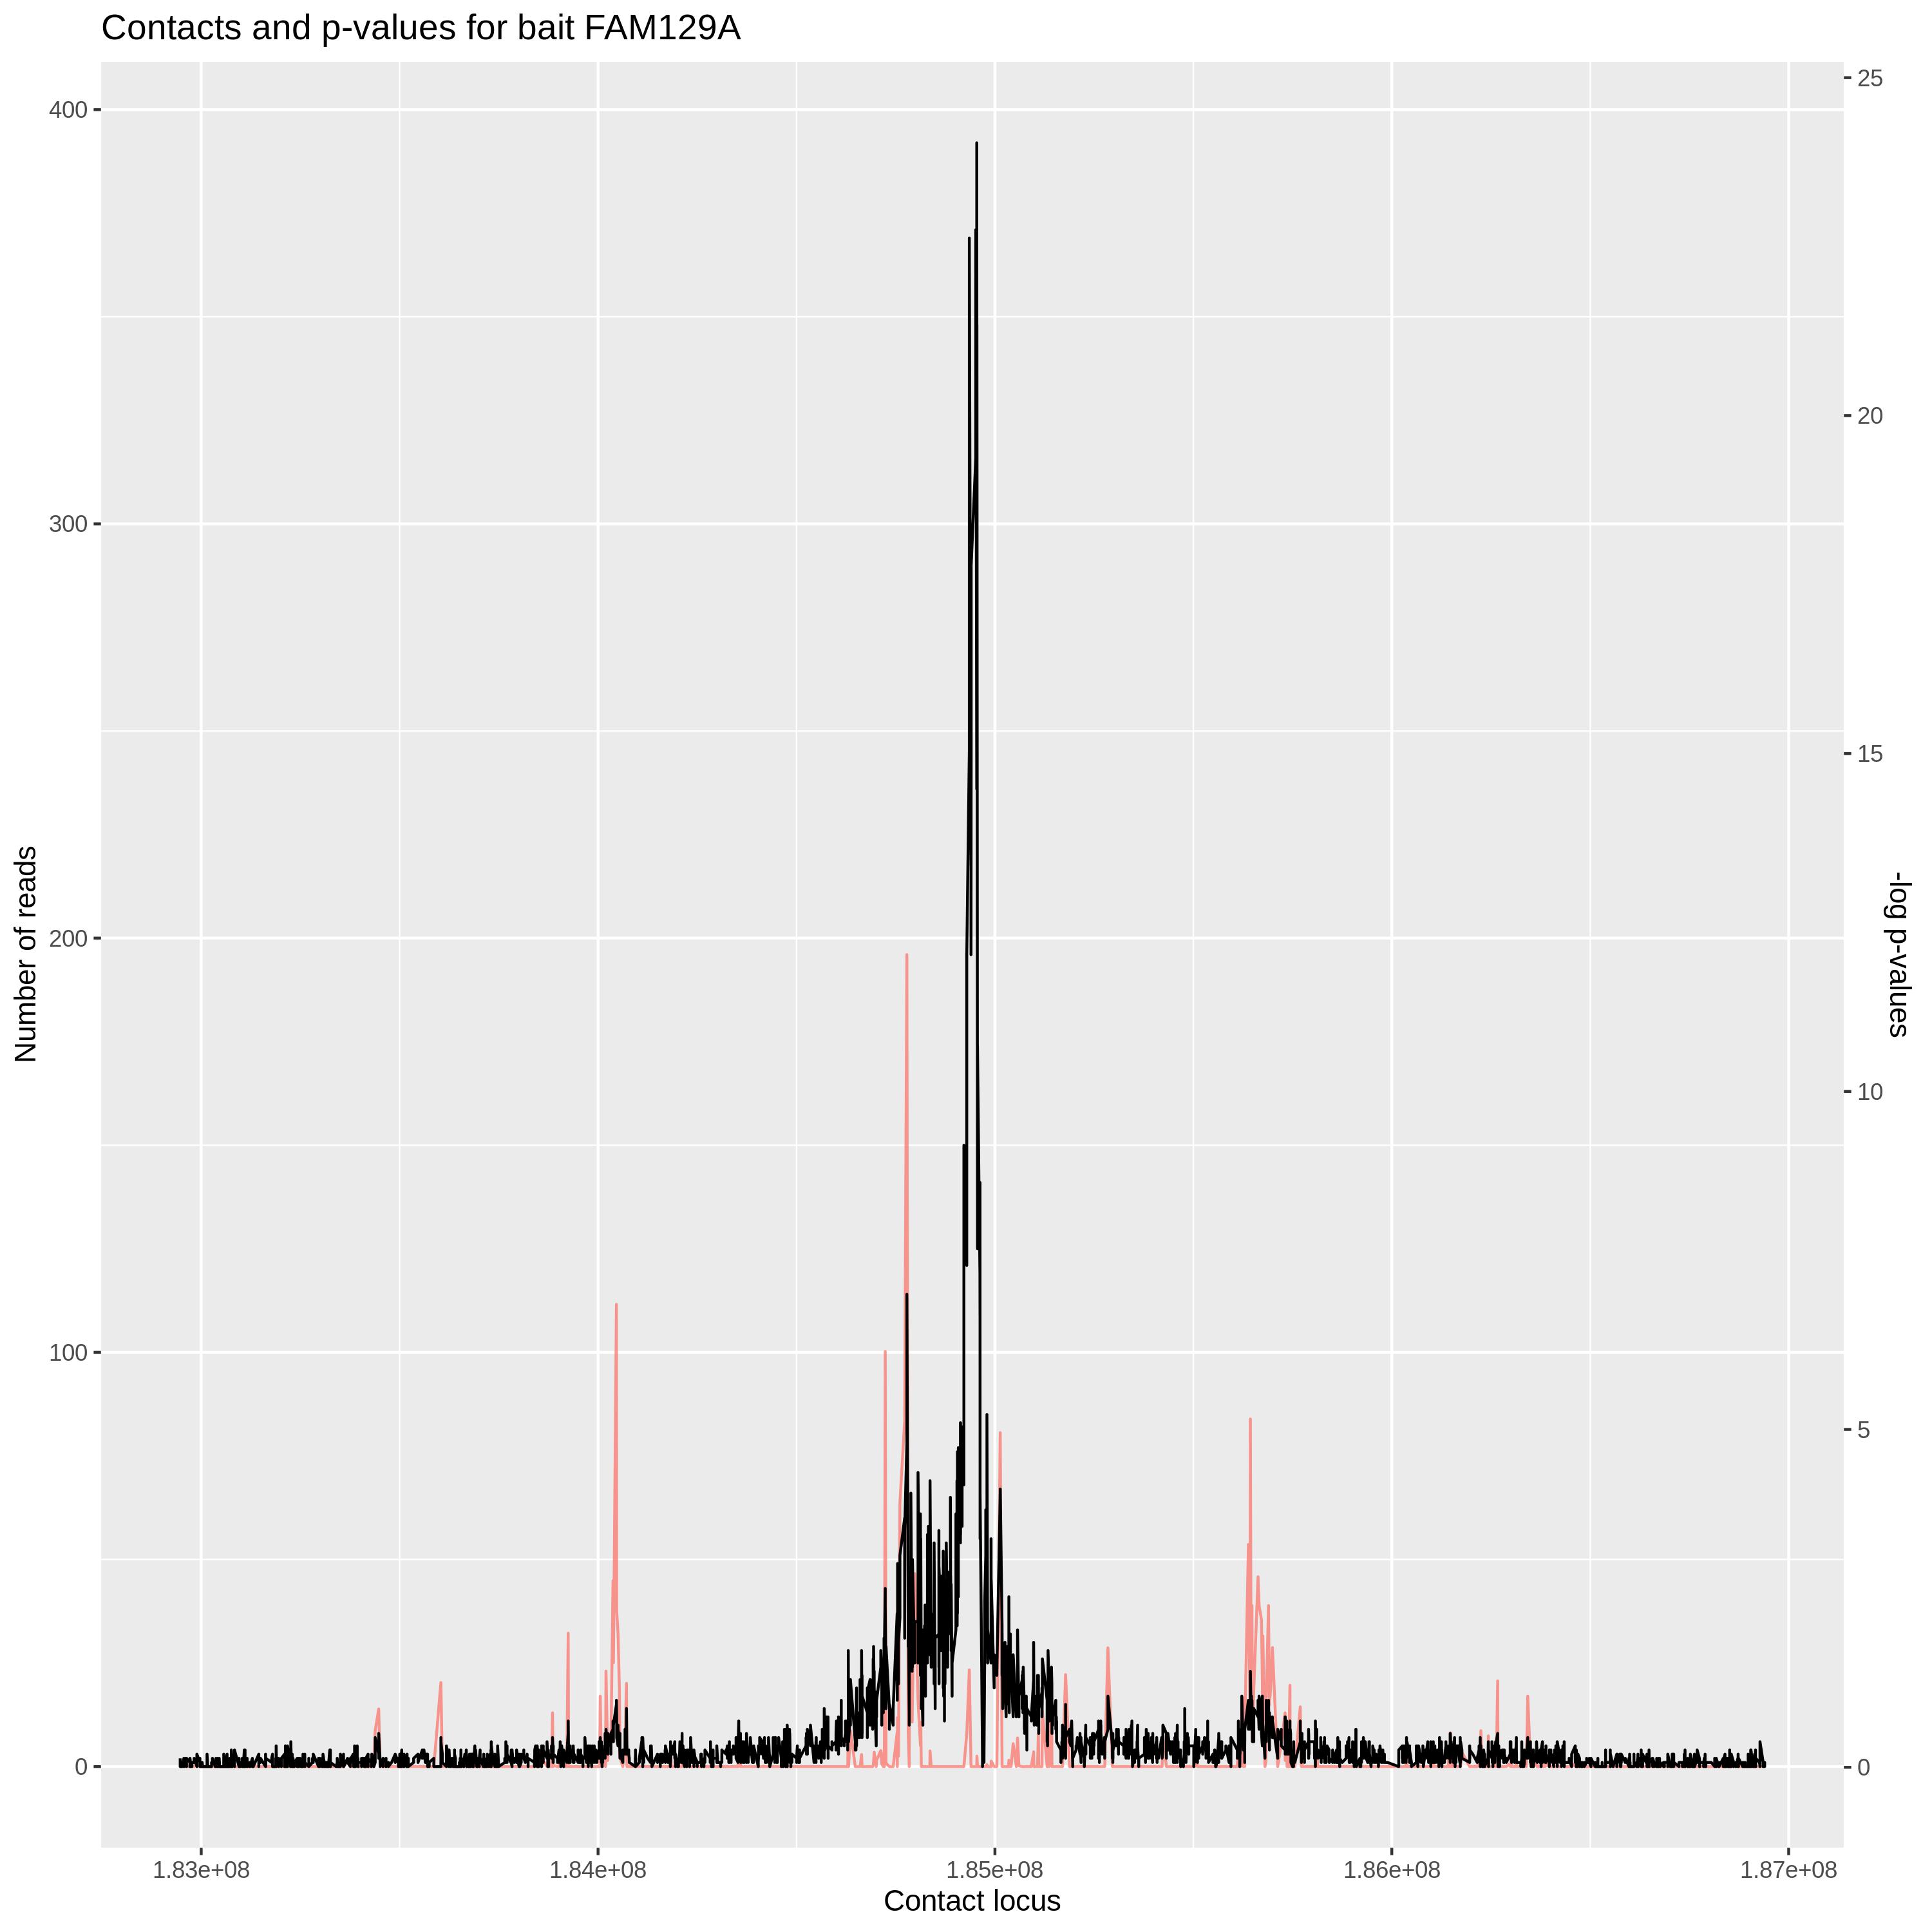 Contacts and p-values for bait FAM129A
400
300
200
100
0
Number of reads
25
20
15
10
5
0
-log p-values
1.83e+08
1.84e+08
1.85e+08
1.86e+08
1.87e+08
Contact locus